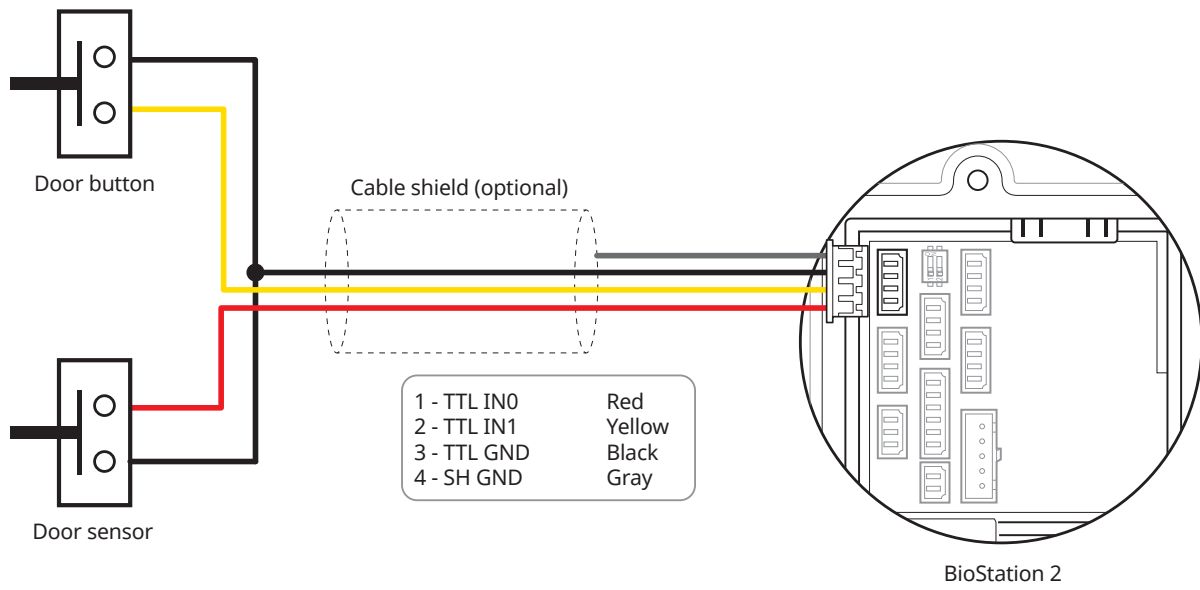 Door button
Cable shield (optional)
1 - TTL IN0 Red
2 - TTL IN1 Yellow
3 - TTL GND Black
4 - SH GND Gray
Door sensor
BioStation 2